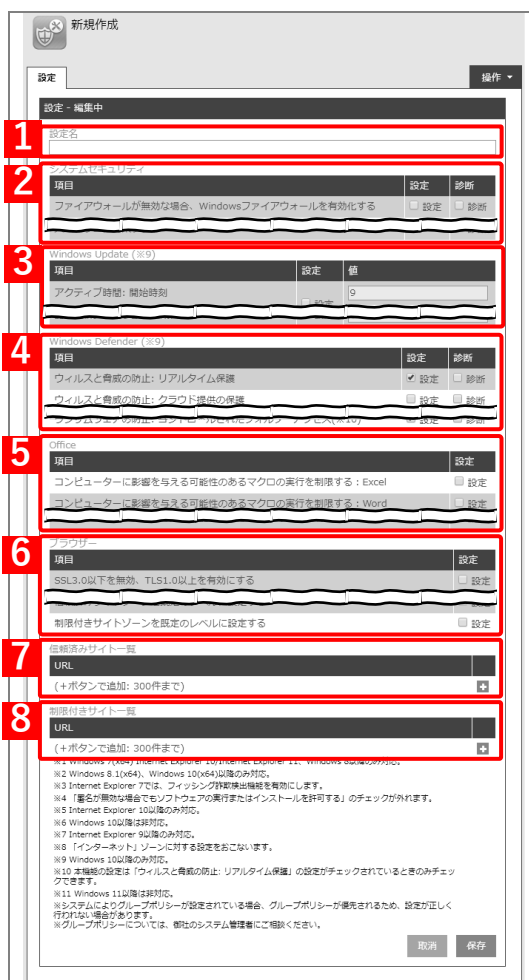 新規作成
設定
操作 ▼
設定 - 編集中
1
設定名
2
システムセキュリティ
項目 設定 診断
ファイアウォールが無効な場合、Windowsファイアウォールを有効化する 設定 診断
3
Windows Update (※9)
項目 設定 値
アクティブ時間: 開始時刻 設定 9
4
Windows Defender (※9)
項目 設定 診断
ウィルスと脅威の防止: リアルタイム保護 設定 診断
ウィルスと脅威の防止: クラウド提供の保護 設定 診断
5
Office
項目 設定
コンピューターに影響を与える可能性のあるマクロの実行を制限する : Excel 設定
コンピューターに影響を与える可能性のあるマクロの実行を制限する : Word 設定
6
ブラウザー
項目 設定
SSL3.0以下を無効、TLS1.0以上を有効にする 設定
制限付きサイトゾーンを既定のレベルに設定する 設定
7
信頼済みサイト一覧
URL
(+ボタンで追加: 300件まで) +
8
制限付きサイト一覧
URL
(+ボタンで追加: 300件まで) +
※1 Windows 7(x64) Internet Explorer 10/Internet Explorer 11、Windows 8以降のみ対応。
※2 Windows 8.1(x64)、Windows 10(x64)以降のみ対応。
※3 Internet Explorer 7では、フィッシング詐欺検出機能を有効にします。
※4 「署名が無効な場合でもソフトウェアの実行またはインストールを許可する」のチェックが外れます。
※5 Internet Explorer 10以降のみ対応。
※6 Windows 10以降は非対応。
※7 Internet Explorer 9以降のみ対応。
※8 「インターネット」ゾーンに対する設定をおこないます。
※9 Windows 10以降のみ対応。
※10 本機能の設定は「ウィルスと脅威の防止: リアルタイム保護」の設定がチェックされているときのみチェッ
クできます。
※11 Windows 11以降は非対応。
※システムによりグループポリシーが設定されている場合、グループポリシーが優先されるため、設定が正しく
行われない場合があります。
※グループポリシーについては、御社のシステム管理者にご相談ください。
取消 保存